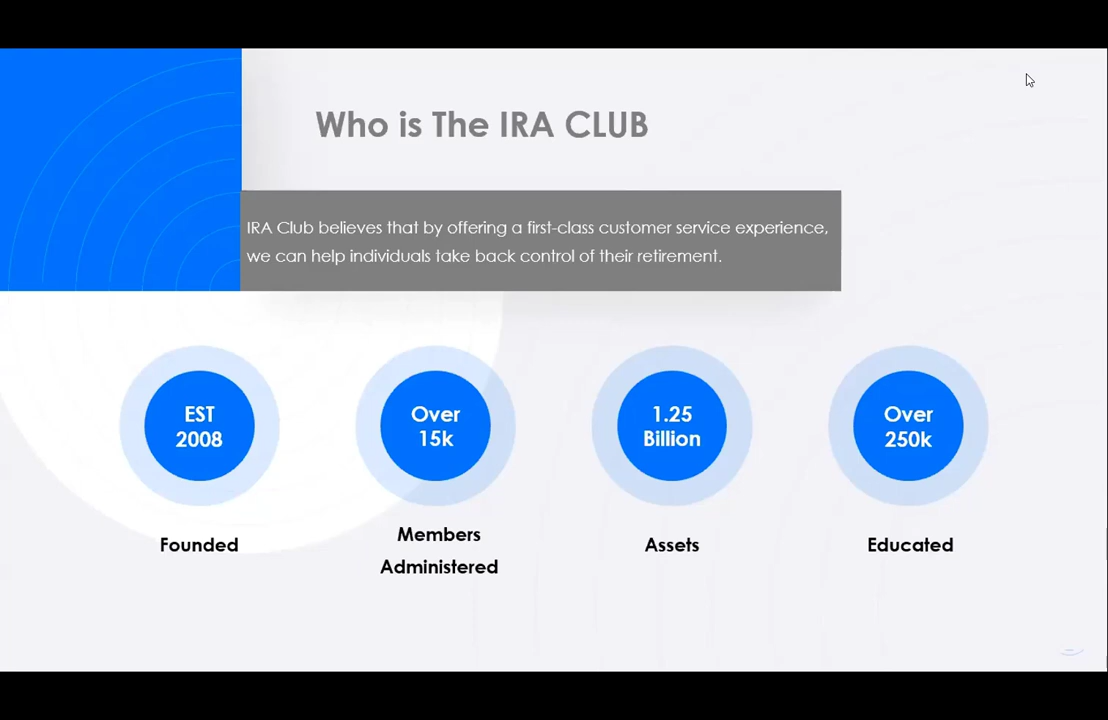 Who is The IRA CLUB
IRA Club believes that by offering a first-class customer service experience,
we can help individuals take back control of their retirement.
EST
2008
Founded
Over
15k
Members
Administered
1.25
Billion
Assets
Over
250k
Educated